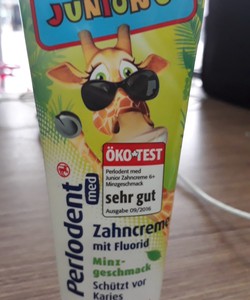 JUNIOR
ÖKO-TEST
Perlodent med
Junior Zahncreme 6+
Minzgeschmack
sehr gut
Ausgabe 09/2016
Perlodent
med
Zahncreme
mit Fluorid
Minz-
geschmack
Schützt vor
Karies